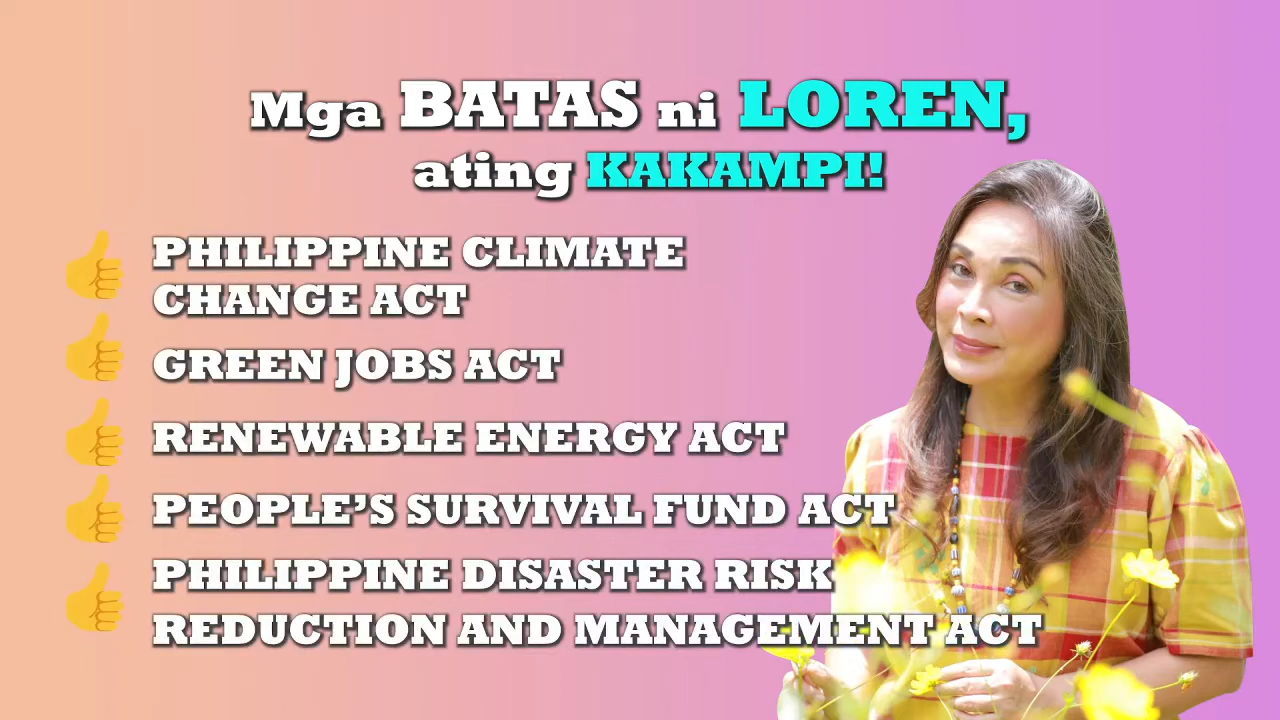 Mga BATAS ni LOREN,
ating KAKAMPI!
PHILIPPINE CLIMATE
CHANGE ACT
GREEN JOBS ACT
RENEWABLE ENERGY ACT
PEOPLE’S SURVIVAL FUND ACT
PHILIPPINE DISASTER RISK
REDUCTION AND MANAGEMENT ACT